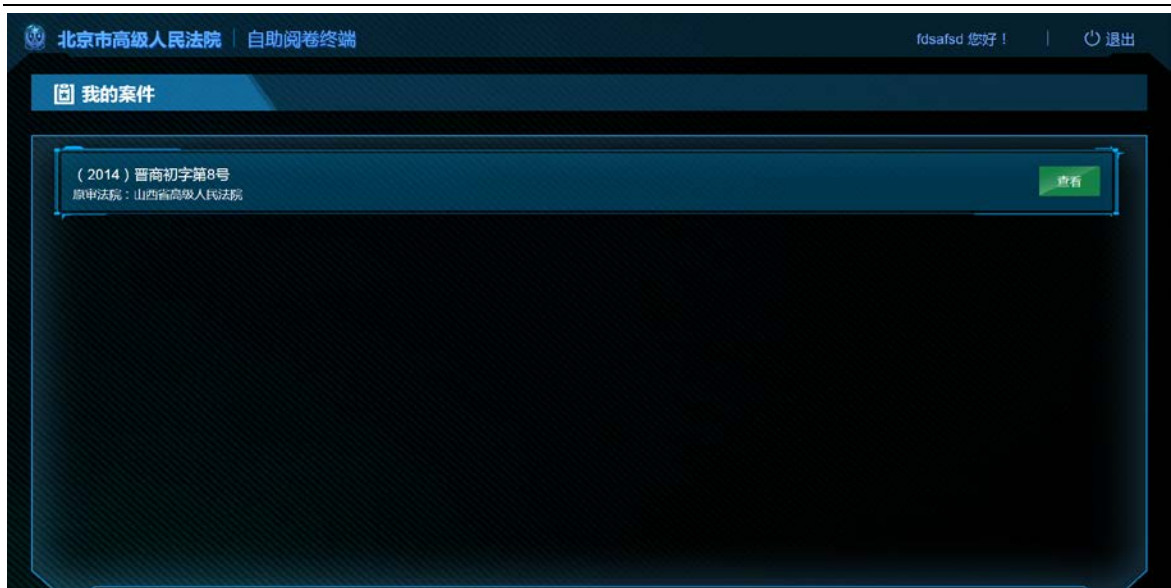 北京市高级人民法院 | 自助阅卷终端
fdsafsd 您好！ | 退出
我的案件
（2014）晋商初字第8号
原审法院：山西省高级人民法院
查看